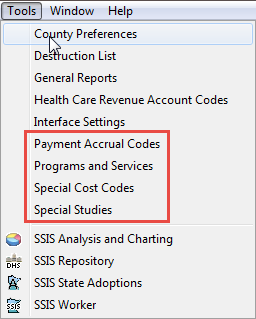 Tools Window Help
County Preferences
Destruction List
General Reports
Health Care Revenue Account Codes
Interface Settings
Payment Accrual Codes
Programs and Services
Special Cost Codes
Special Studies
SSIS Analysis and Charting
DHS SSIS Repository
SSIS State Adoptions
SSIS SSIS Worker